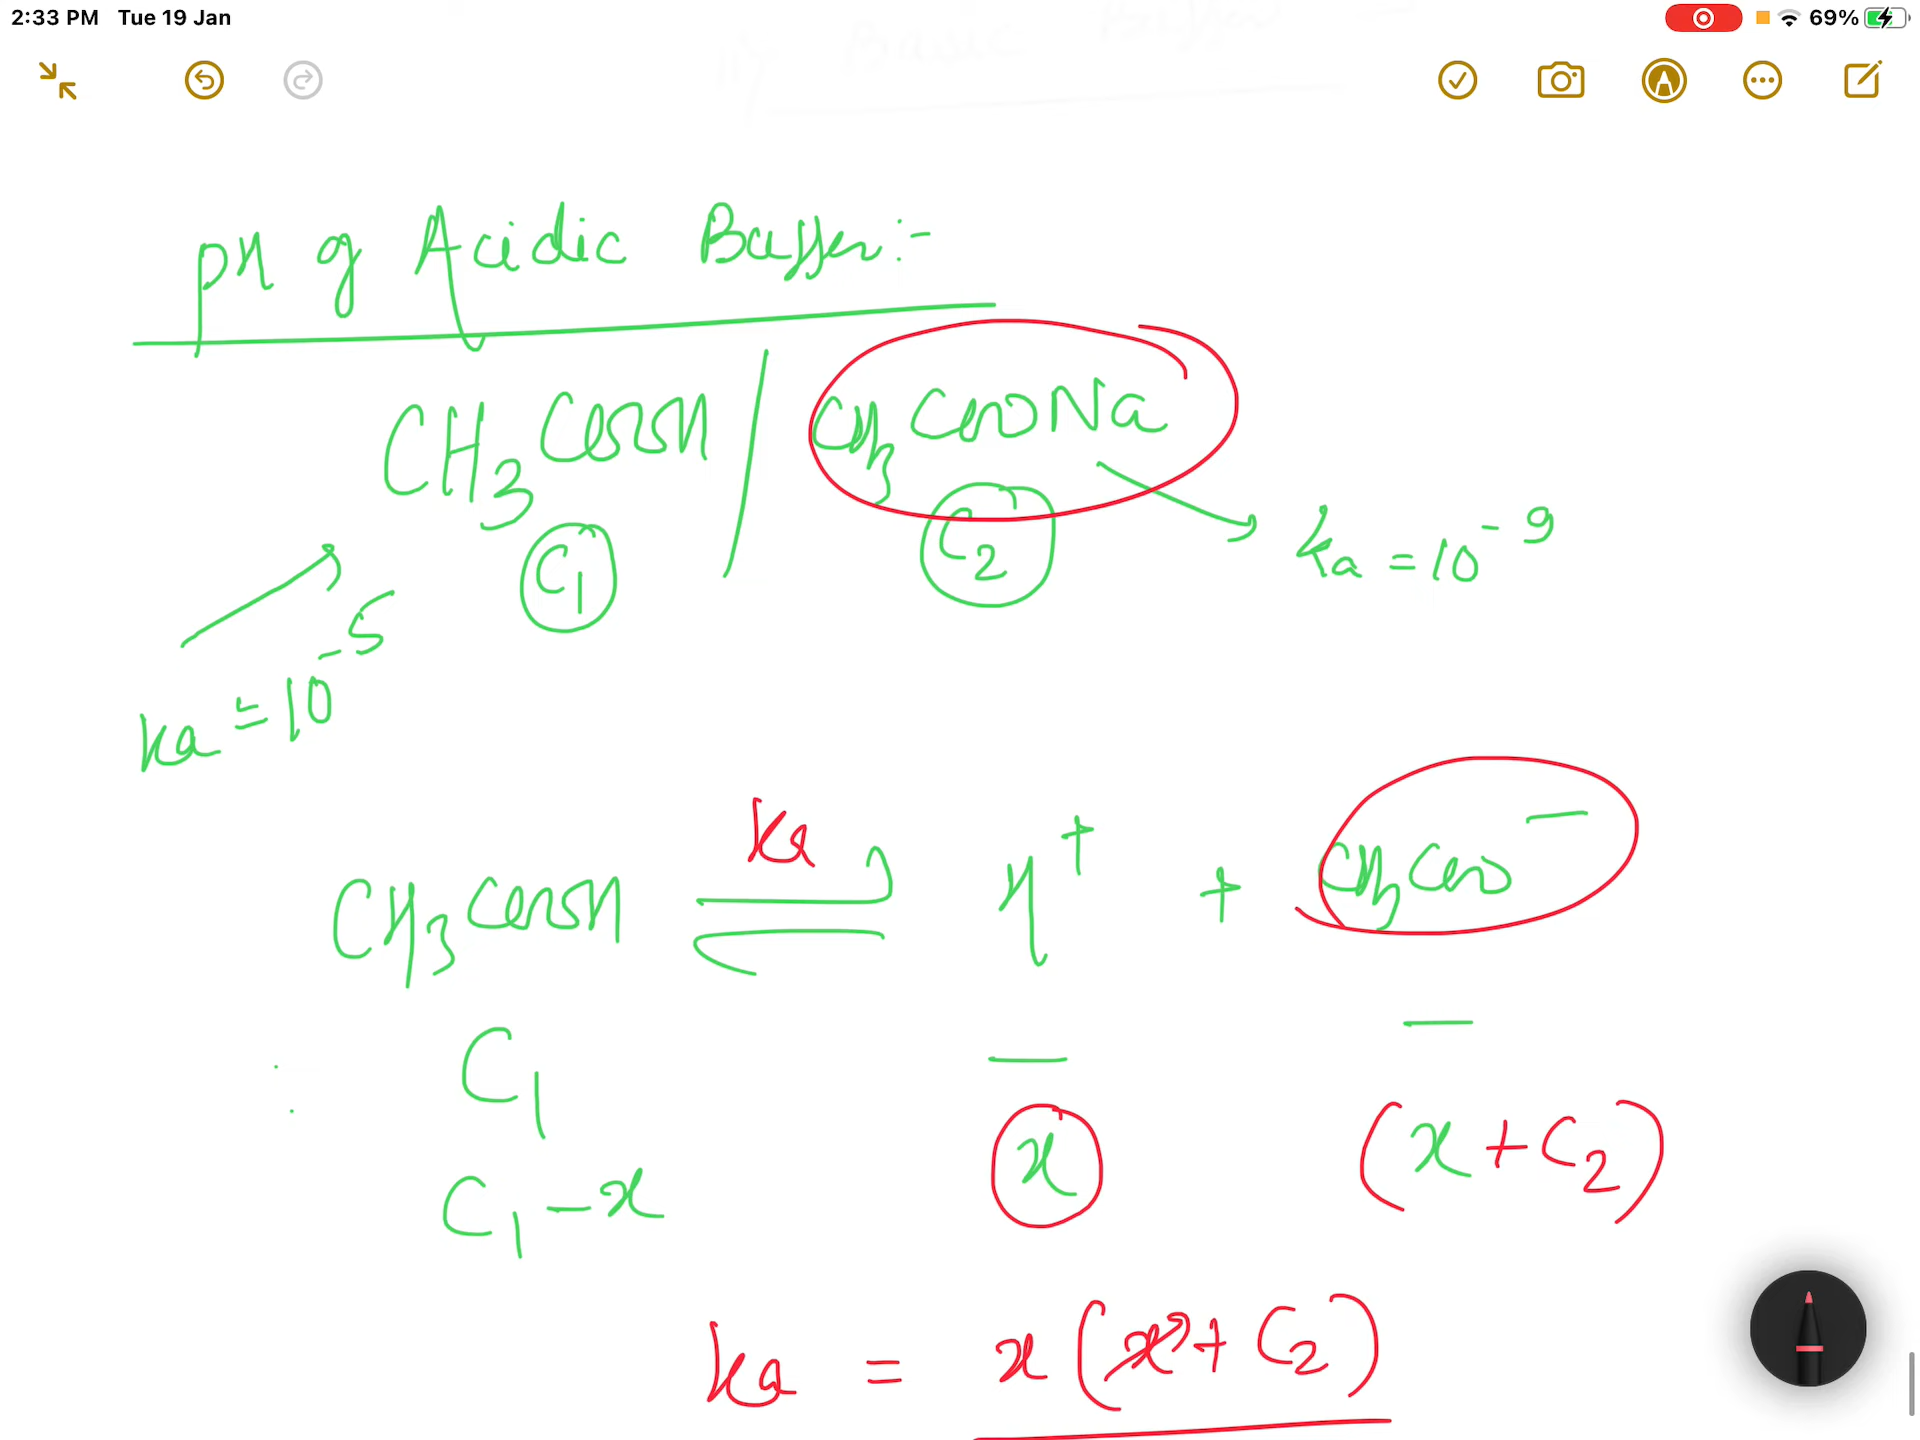 2:33 PM Tue 19 Jan 69%
pH of Acidic Buffer:-
CH3COOH / CH3COONa
C1 C2
ka = 10^-9
ka = 10^-5
ka
CH3COOH ⇌ H+ + CH3COO-
C1 — —
C1-x x (x+C2)
ka = x(x+C2)